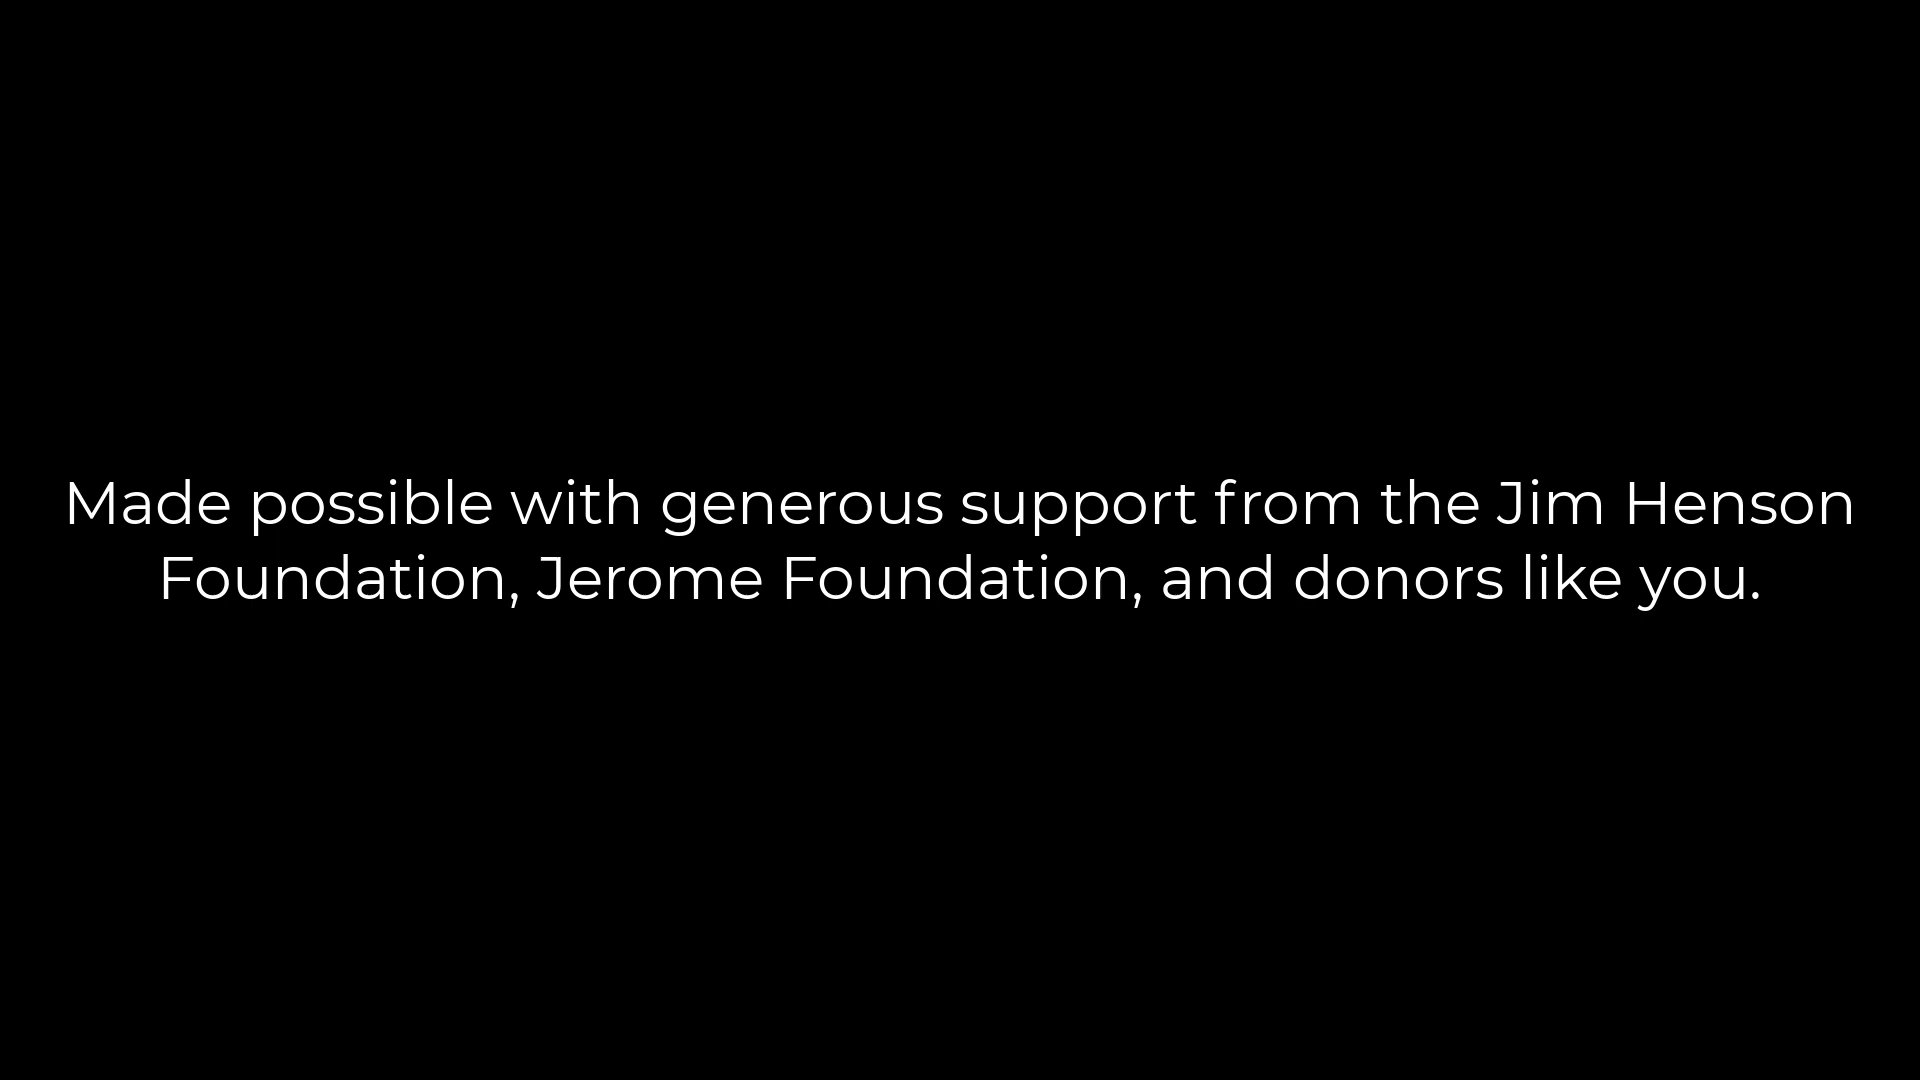 Made possible with generous support from the Jim Henson
Foundation, Jerome Foundation, and donors like you.